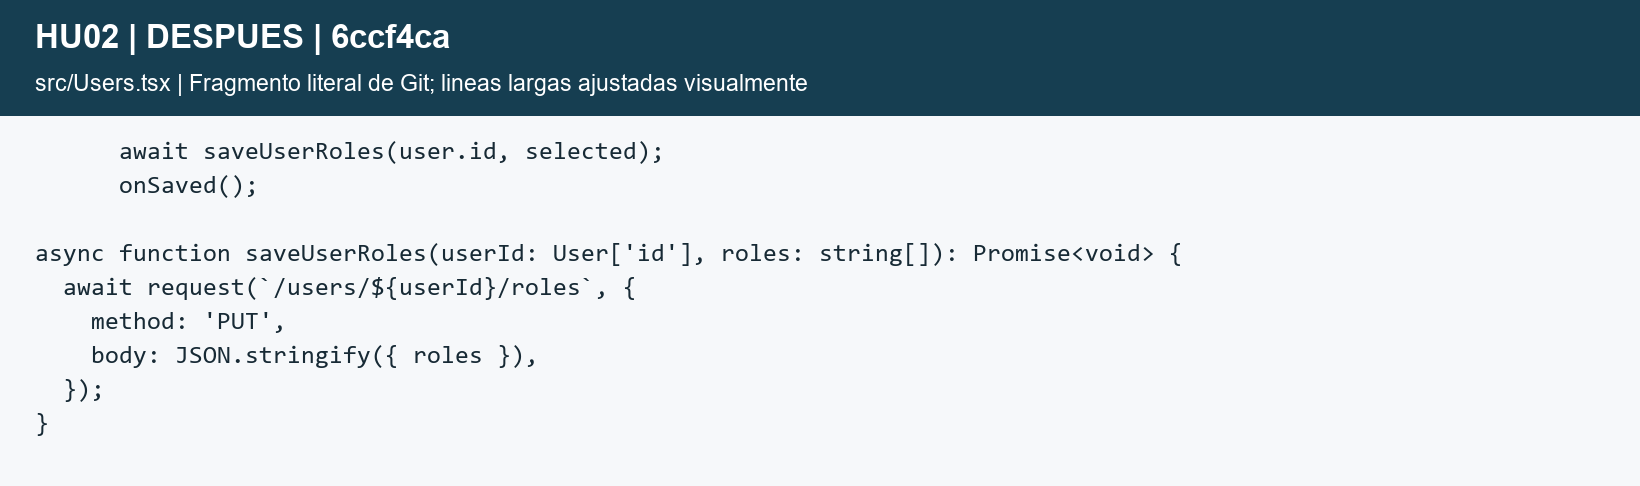 HU02 | DESPUES | 6ccf4ca
src/Users.tsx | Fragmento literal de Git; lineas largas ajustadas visualmente
      await saveUserRoles(user.id, selected);
      onSaved();

async function saveUserRoles(userId: User['id'], roles: string[]): Promise<void> {
  await request(`/users/${userId}/roles`, {
    method: 'PUT',
    body: JSON.stringify({ roles }),
  });
}